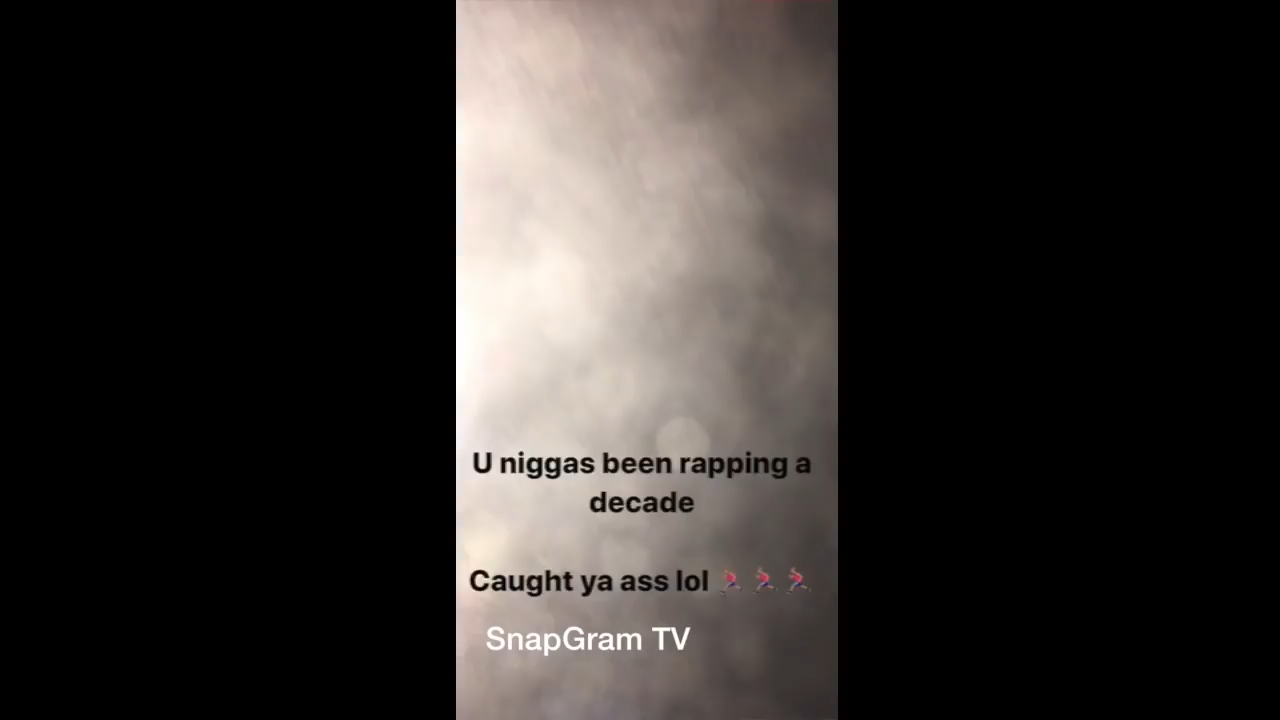 U niggas been rapping a
decade
Caught ya ass lol 🏃🏃🏃
SnapGram TV